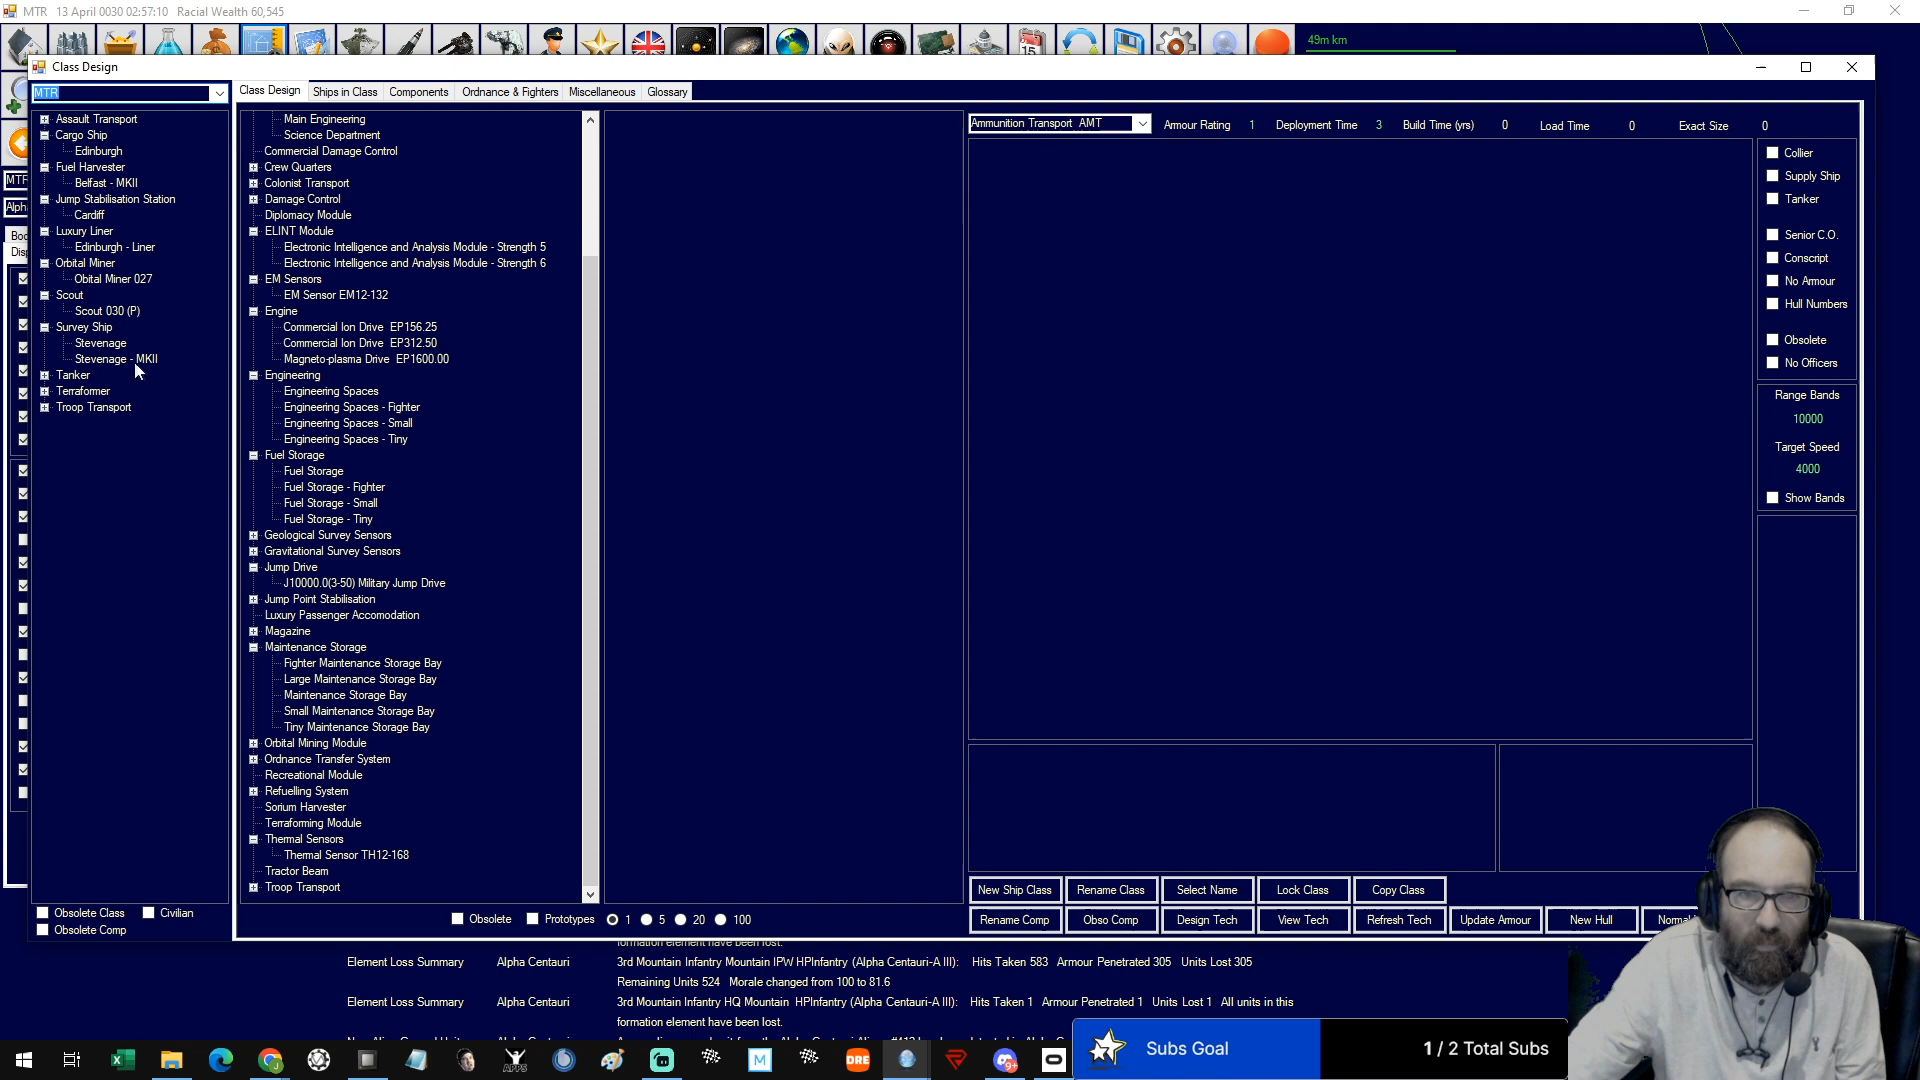 MTR 13 April 0030 02:57:10 Racial Wealth 60,545
49m km
Class Design
MTR
Class Design Ships in Class Components Ordnance & Fighters Miscellaneous Glossary
Assault Transport
Cargo Ship
Edinburgh
Fuel Harvester
Belfast - MKII
Jump Stabilisation Station
Cardiff
Luxury Liner
Edinburgh - Liner
Orbital Miner
Obital Miner 027
Scout
Scout 030 (P)
Survey Ship
Stevenage
Stevenage - MKII
Tanker
Terraformer
Troop Transport
Obsolete Class Civilian
Obsolete Comp
Main Engineering
Science Department
Commercial Damage Control
Crew Quarters
Colonist Transport
Damage Control
Diplomacy Module
ELINT Module
Electronic Intelligence and Analysis Module - Strength 5
Electronic Intelligence and Analysis Module - Strength 6
EM Sensors
EM Sensor EM12-132
Engine
Commercial Ion Drive EP156.25
Commercial Ion Drive EP312.50
Magneto-plasma Drive EP1600.00
Engineering
Engineering Spaces
Engineering Spaces - Fighter
Engineering Spaces - Small
Engineering Spaces - Tiny
Fuel Storage
Fuel Storage
Fuel Storage - Fighter
Fuel Storage - Small
Fuel Storage - Tiny
Geological Survey Sensors
Gravitational Survey Sensors
Jump Drive
J10000.0(3-50) Military Jump Drive
Jump Point Stabilisation
Luxury Passenger Accomodation
Magazine
Maintenance Storage
Fighter Maintenance Storage Bay
Large Maintenance Storage Bay
Maintenance Storage Bay
Small Maintenance Storage Bay
Tiny Maintenance Storage Bay
Orbital Mining Module
Ordnance Transfer System
Recreational Module
Refuelling System
Sorium Harvester
Terraforming Module
Thermal Sensors
Thermal Sensor TH12-168
Tractor Beam
Troop Transport
Obsolete Prototypes 1 5 20 100
Ammunition Transport AMT Armour Rating 1 Deployment Time 3 Build Time (yrs) 0 Load Time 0 Exact Size 0
Collier
Supply Ship
Tanker
Senior C.O.
Conscript
No Armour
Hull Numbers
Obsolete
No Officers
Range Bands
10000
Target Speed
4000
Show Bands
New Ship Class Rename Class Select Name Lock Class Copy Class
Rename Comp Obso Comp Design Tech View Tech Refresh Tech Update Armour New Hull
formation element have been lost.
Element Loss Summary Alpha Centauri 3rd Mountain Infantry Mountain IPW HPInfantry (Alpha Centauri-A III): Hits Taken 583 Armour Penetrated 305 Units Lost 305
Remaining Units 524 Morale changed from 100 to 81.6
Element Loss Summary Alpha Centauri 3rd Mountain Infantry HQ Mountain HPInfantry (Alpha Centauri-A III): Hits Taken 1 Armour Penetrated 1 Units Lost 1 All units in this
formation element have been lost.
Subs Goal 1 / 2 Total Subs
APPS
M
DRE
9+